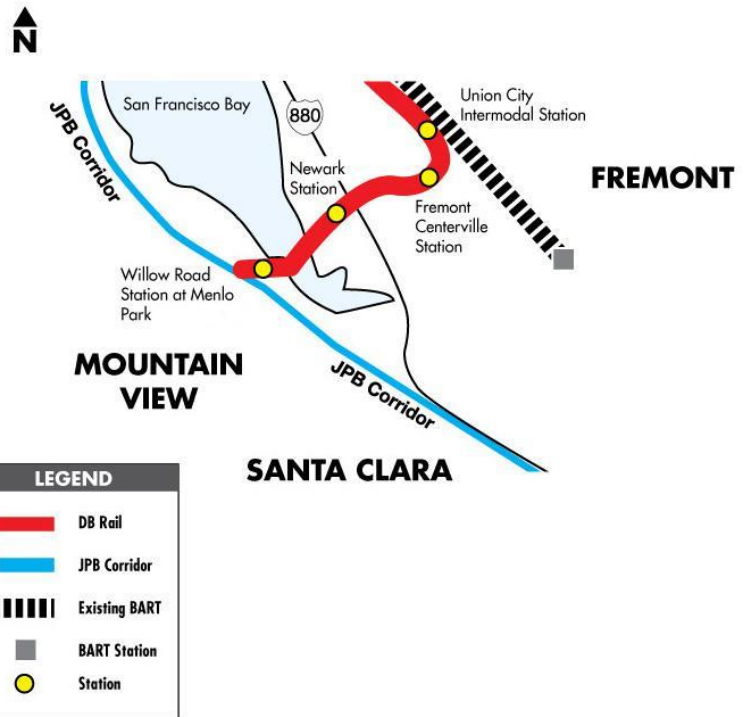 N
San Francisco Bay
880
Union City
Intermodal Station
JPB Corridor
Newark
Station
FREMONT
Fremont
Centerville
Station
Willow Road
Station at Menlo
Park
MOUNTAIN
VIEW
JPB Corridor
SANTA CLARA
LEGEND
DB Rail
JPB Corridor
Existing BART
BART Station
Station